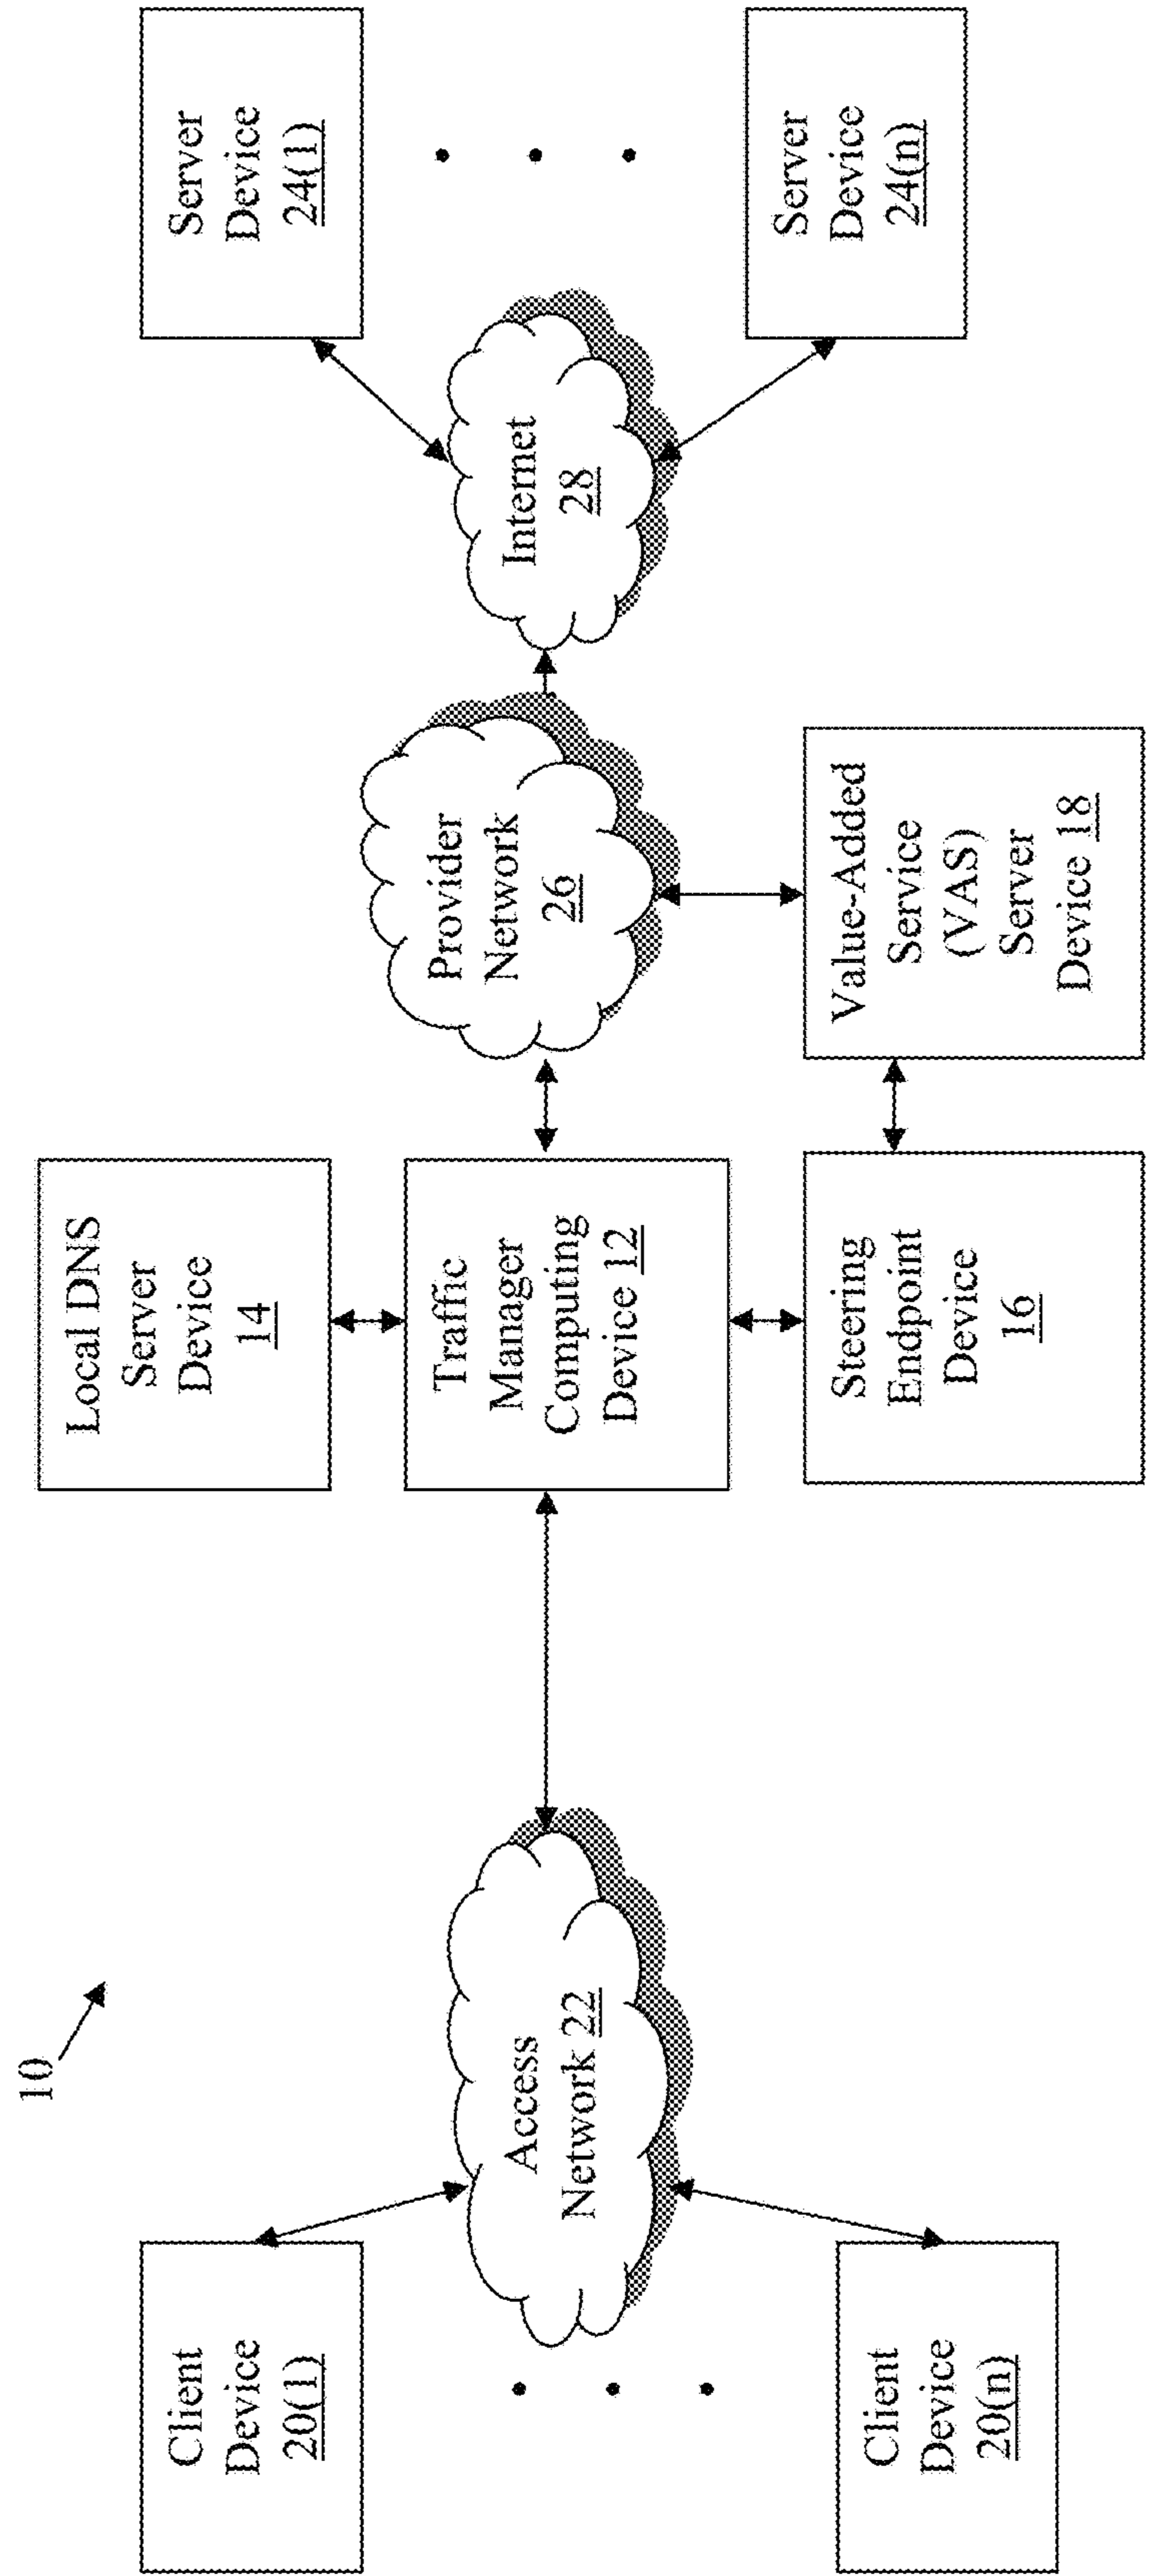 10
Client
Device
20(1)
Client
Device
20(n)
Access
Network 22
Local DNS
Server
Device
14
Traffic
Manager
Computing
Device 12
Steering
Endpoint
Device
16
Provider
Network
26
Value-Added
Service
(VAS)
Server
Device 18
Internet
28
Server
Device
24(1)
Server
Device
24(n)